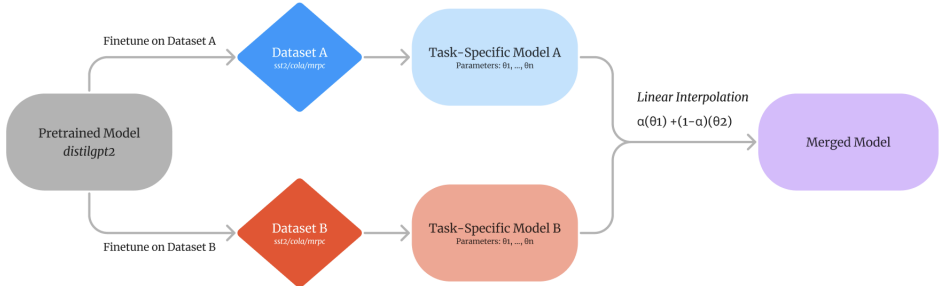 Finetune on Dataset A
Dataset A
sst2/cola/mrpc
Task-Specific Model A
Parameters: θ1, ..., θn
Linear Interpolation
α(θ1) +(1-α)(θ2)
Pretrained Model
distilgpt2
Merged Model
Dataset B
sst2/cola/mrpc
Task-Specific Model B
Parameters: θ1, ..., θn
Finetune on Dataset B